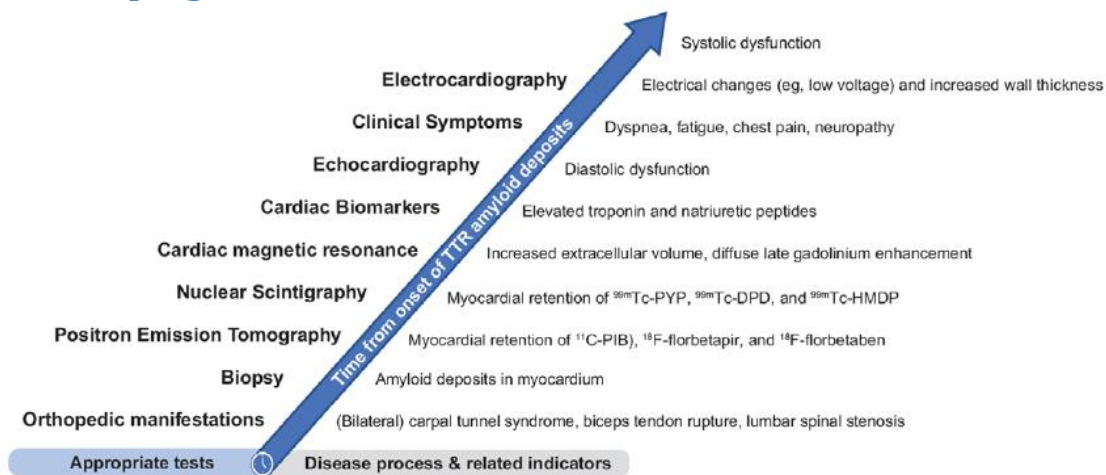 Systolic dysfunction
Electrocardiography
Electrical changes (eg, low voltage) and increased wall thickness
Clinical Symptoms
Dyspnea, fatigue, chest pain, neuropathy
Echocardiography
Diastolic dysfunction
Cardiac Biomarkers
Elevated troponin and natriuretic peptides
Cardiac magnetic resonance
Increased extracellular volume, diffuse late gadolinium enhancement
Nuclear Scintigraphy
Myocardial retention of ⁹⁹ᵐTc-PYP, ⁹⁹ᵐTc-DPD, and ⁹⁹ᵐTc-HMDP
Positron Emission Tomography
Myocardial retention of ¹¹C-PIB), ¹⁸F-florbetapir, and ¹⁸F-florbetaben
Biopsy
Amyloid deposits in myocardium
Orthopedic manifestations
(Bilateral) carpal tunnel syndrome, biceps tendon rupture, lumbar spinal stenosis
Time from onset of TTR amyloid deposits
Appropriate tests
Disease process & related indicators